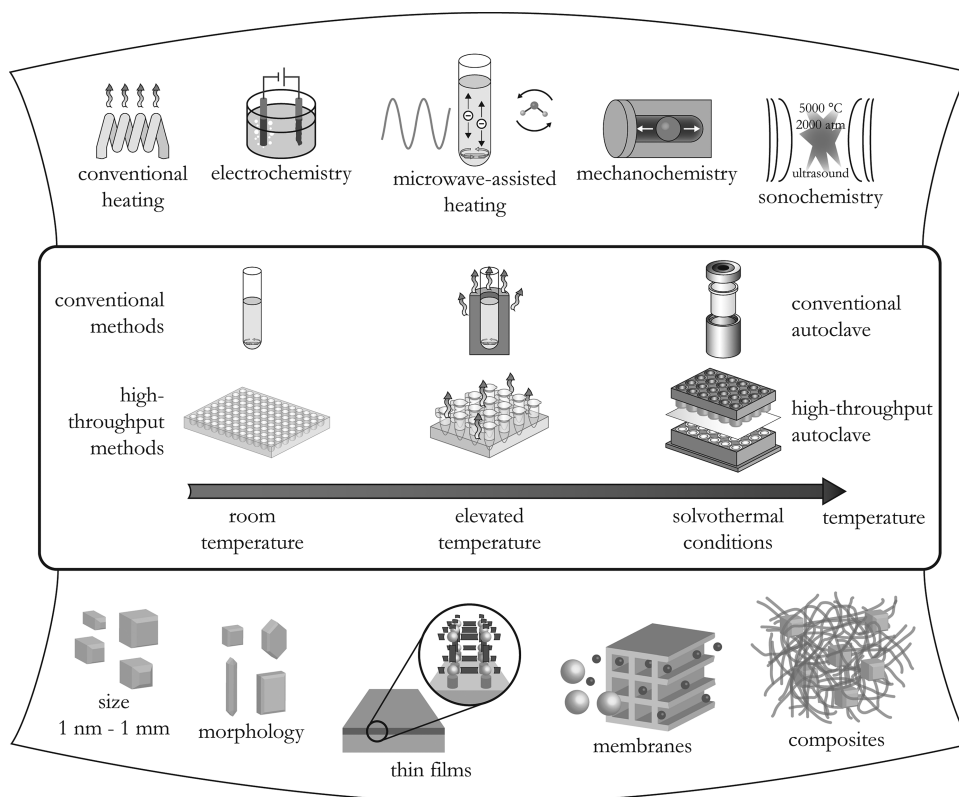 conventional
heating
electrochemistry
microwave-assisted
heating
mechanochemistry
5000 °C
2000 atm
ultrasound
sonochemistry
conventional
methods
conventional
autoclave
high-
throughput
methods
high-throughput
autoclave
room
temperature
elevated
temperature
solvothermal
conditions
temperature
size
1 nm - 1 mm
morphology
thin films
membranes
composites